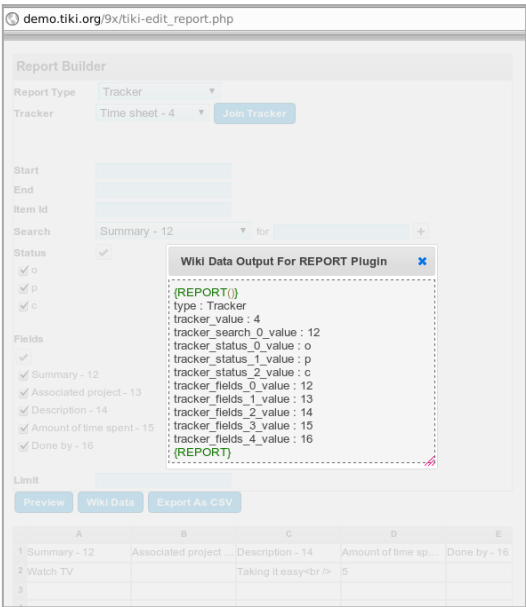 demo.tiki.org/9x/tiki-edit_report.php
Report Builder
Report Type Tracker
Tracker Time sheet - 4 Join Tracker
Start
End
Item Id
Search Summary - 12 for +
Status
o
p
c
Fields
Summary - 12
Associated project - 13
Description - 14
Amount of time spent - 15
Done by - 16
Wiki Data Output For REPORT Plugin
{REPORT()}
type : Tracker
tracker_value : 4
tracker_search_0_value : 12
tracker_status_0_value : o
tracker_status_1_value : p
tracker_status_2_value : c
tracker_fields_0_value : 12
tracker_fields_1_value : 13
tracker_fields_2_value : 14
tracker_fields_3_value : 15
tracker_fields_4_value : 16
{REPORT}
Limit
Preview Wiki Data Export As CSV
A B C D E
1 Summary - 12 Associated project ... Description - 14 Amount of time sp... Done by - 16
2 Watch TV Taking it easy<br /> 5
3